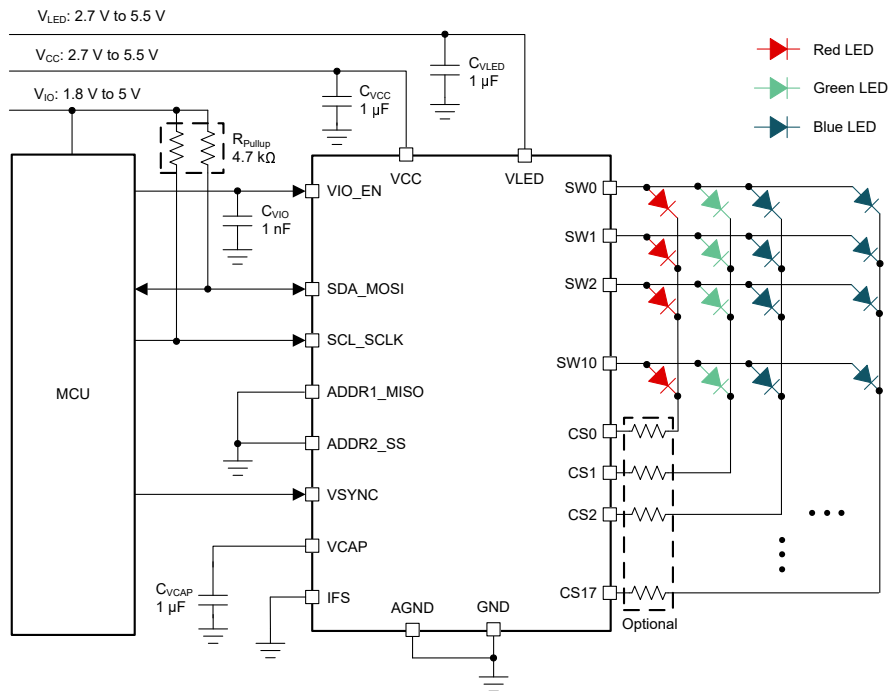 VLED: 2.7 V to 5.5 V
VCC: 2.7 V to 5.5 V
VIO: 1.8 V to 5 V
CVLED
1 µF
CVCC
1 µF
RPullup
4.7 kΩ
Red LED
Green LED
Blue LED
VCC
VLED
VIO_EN
CVIO
1 nF
SDA_MOSI
SCL_SCLK
MCU
ADDR1_MISO
ADDR2_SS
VSYNC
VCAP
CVCAP
1 µF
IFS
AGND
GND
SW0
SW1
SW2
SW10
CS0
CS1
CS2
CS17
Optional